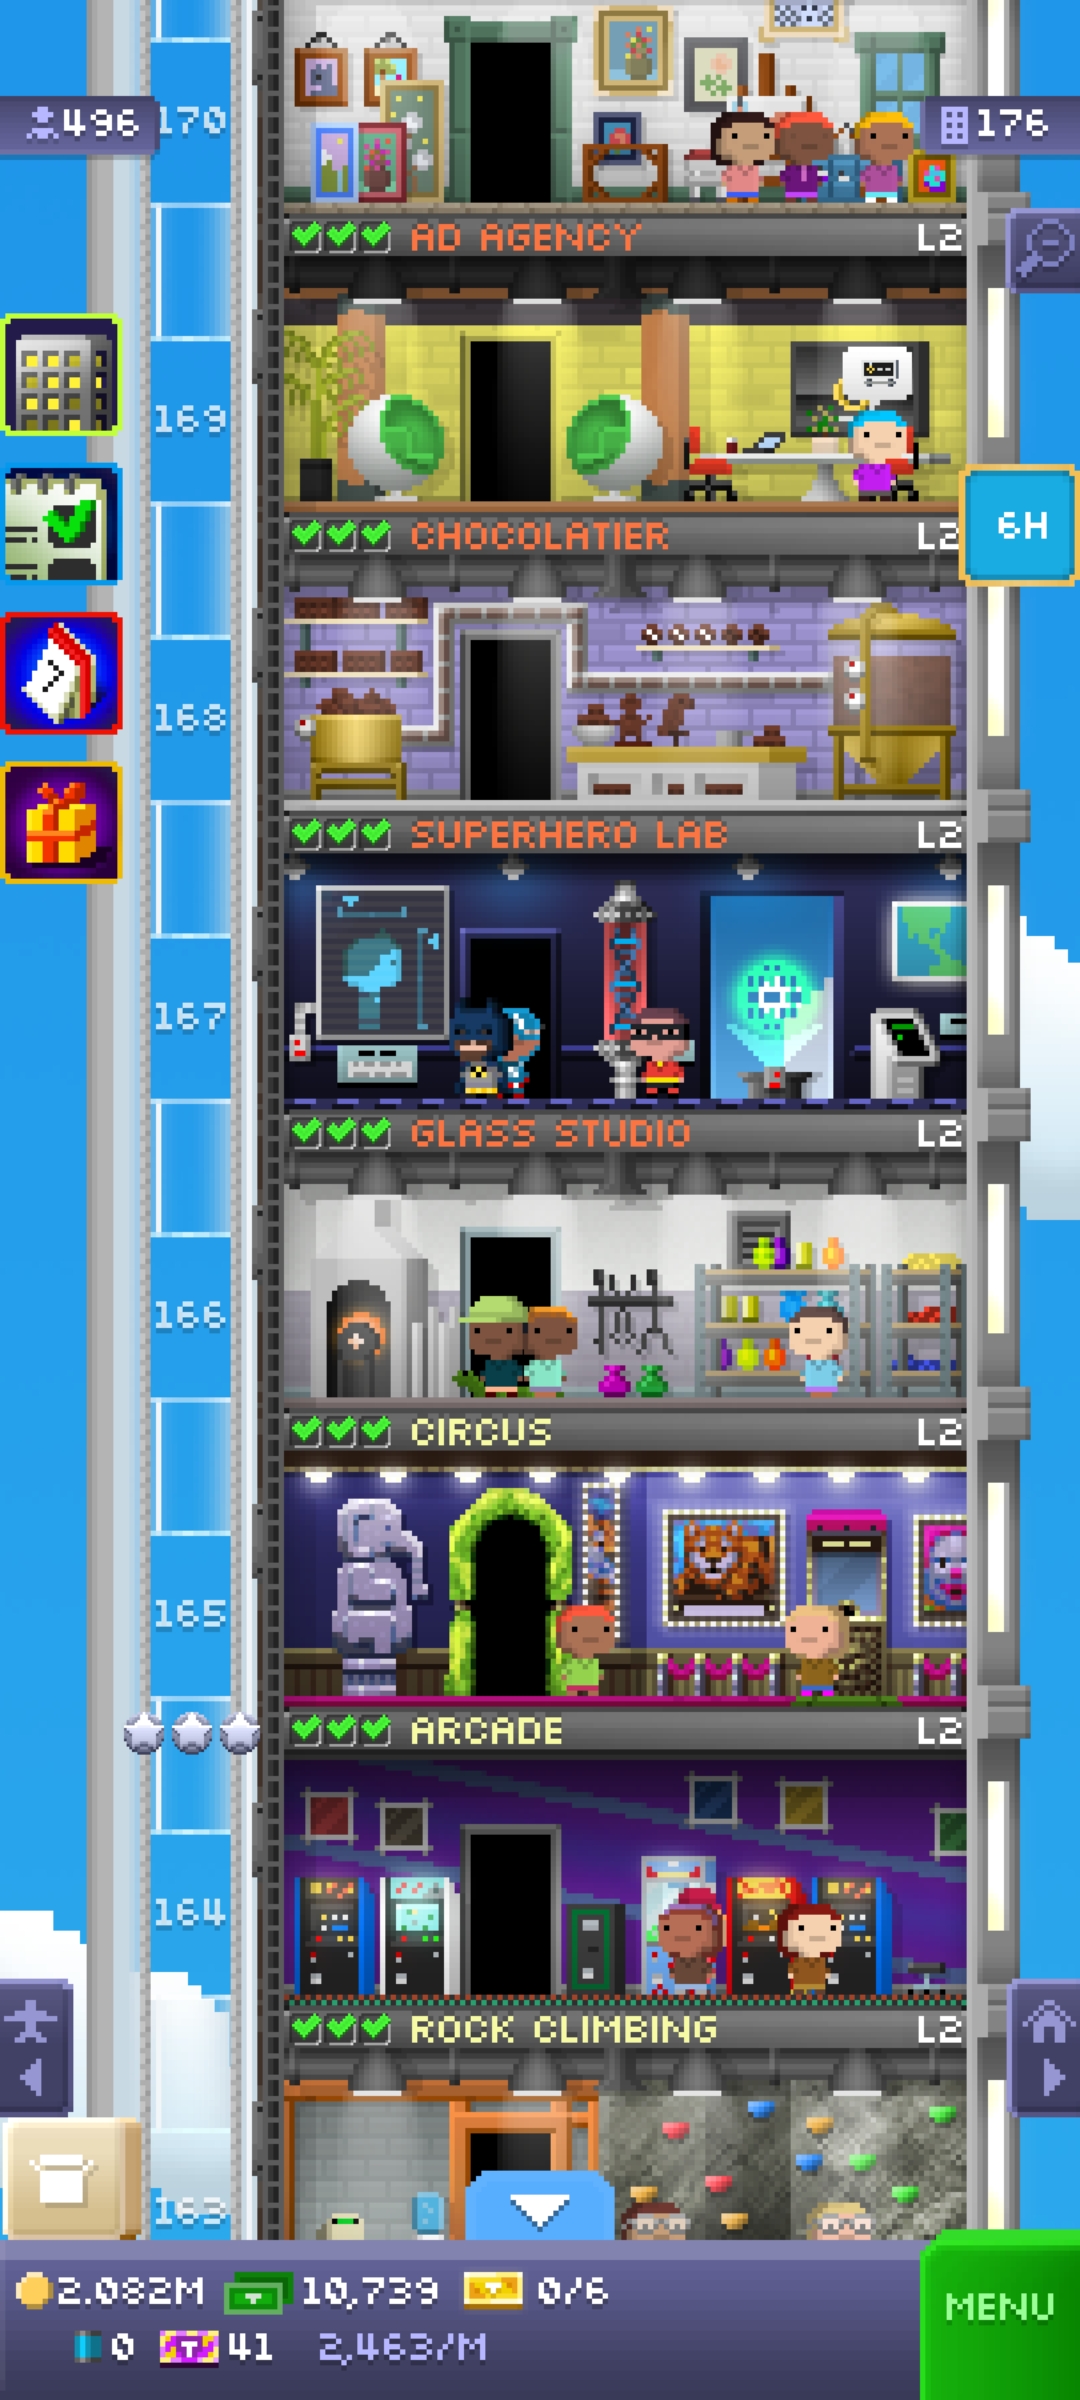 496
170
176
AD AGENCY
L2
169
CHOCOLATIER
L2
6H
168
SUPERHERO LAB
L2
167
GLASS STUDIO
L2
166
CIRCUS
L2
165
ARCADE
L2
164
ROCK CLIMBING
L2
163
2.082M
10,739
0/6
MENU
0
T
41
2,463/M